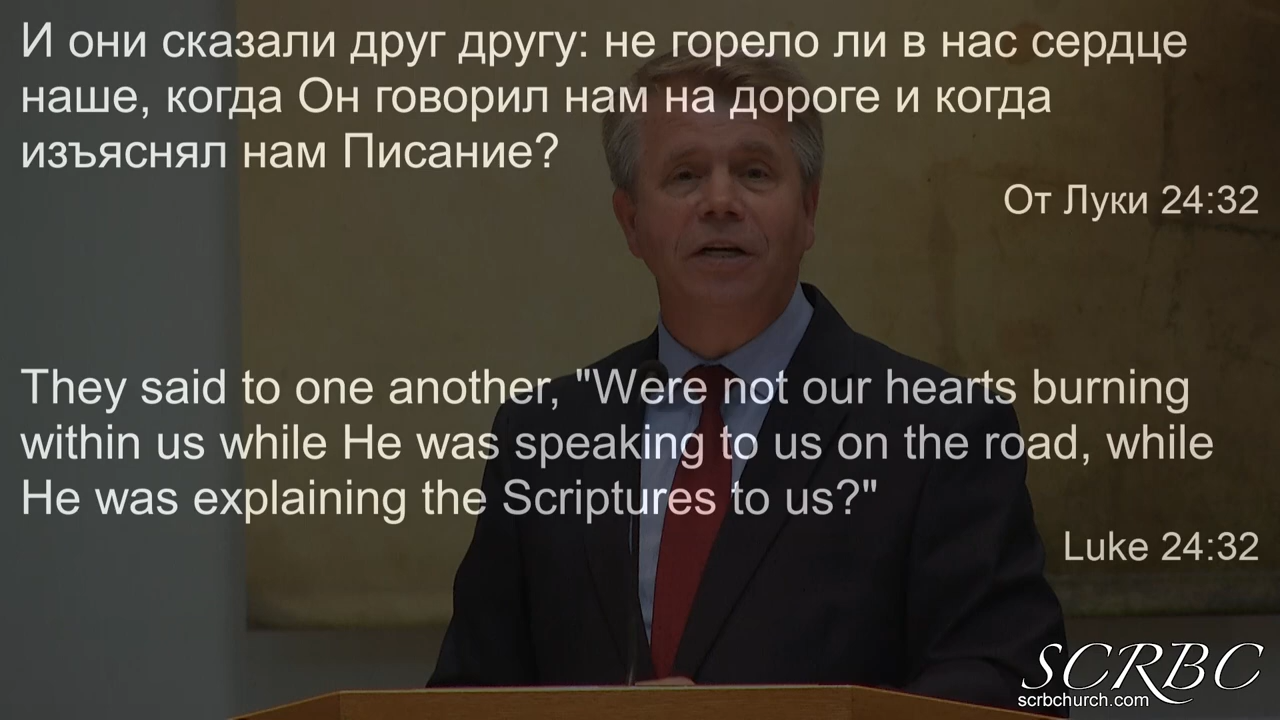 И они сказали друг другу: не горело ли в нас сердце
наше, когда Он говорил нам на дороге и когда
изъяснял нам Писание?
От Луки 24:32
They said to one another, "Were not our hearts burning
within us while He was speaking to us on the road, while
He was explaining the Scriptures to us?"
Luke 24:32
SCRBC
scrbchurch.com